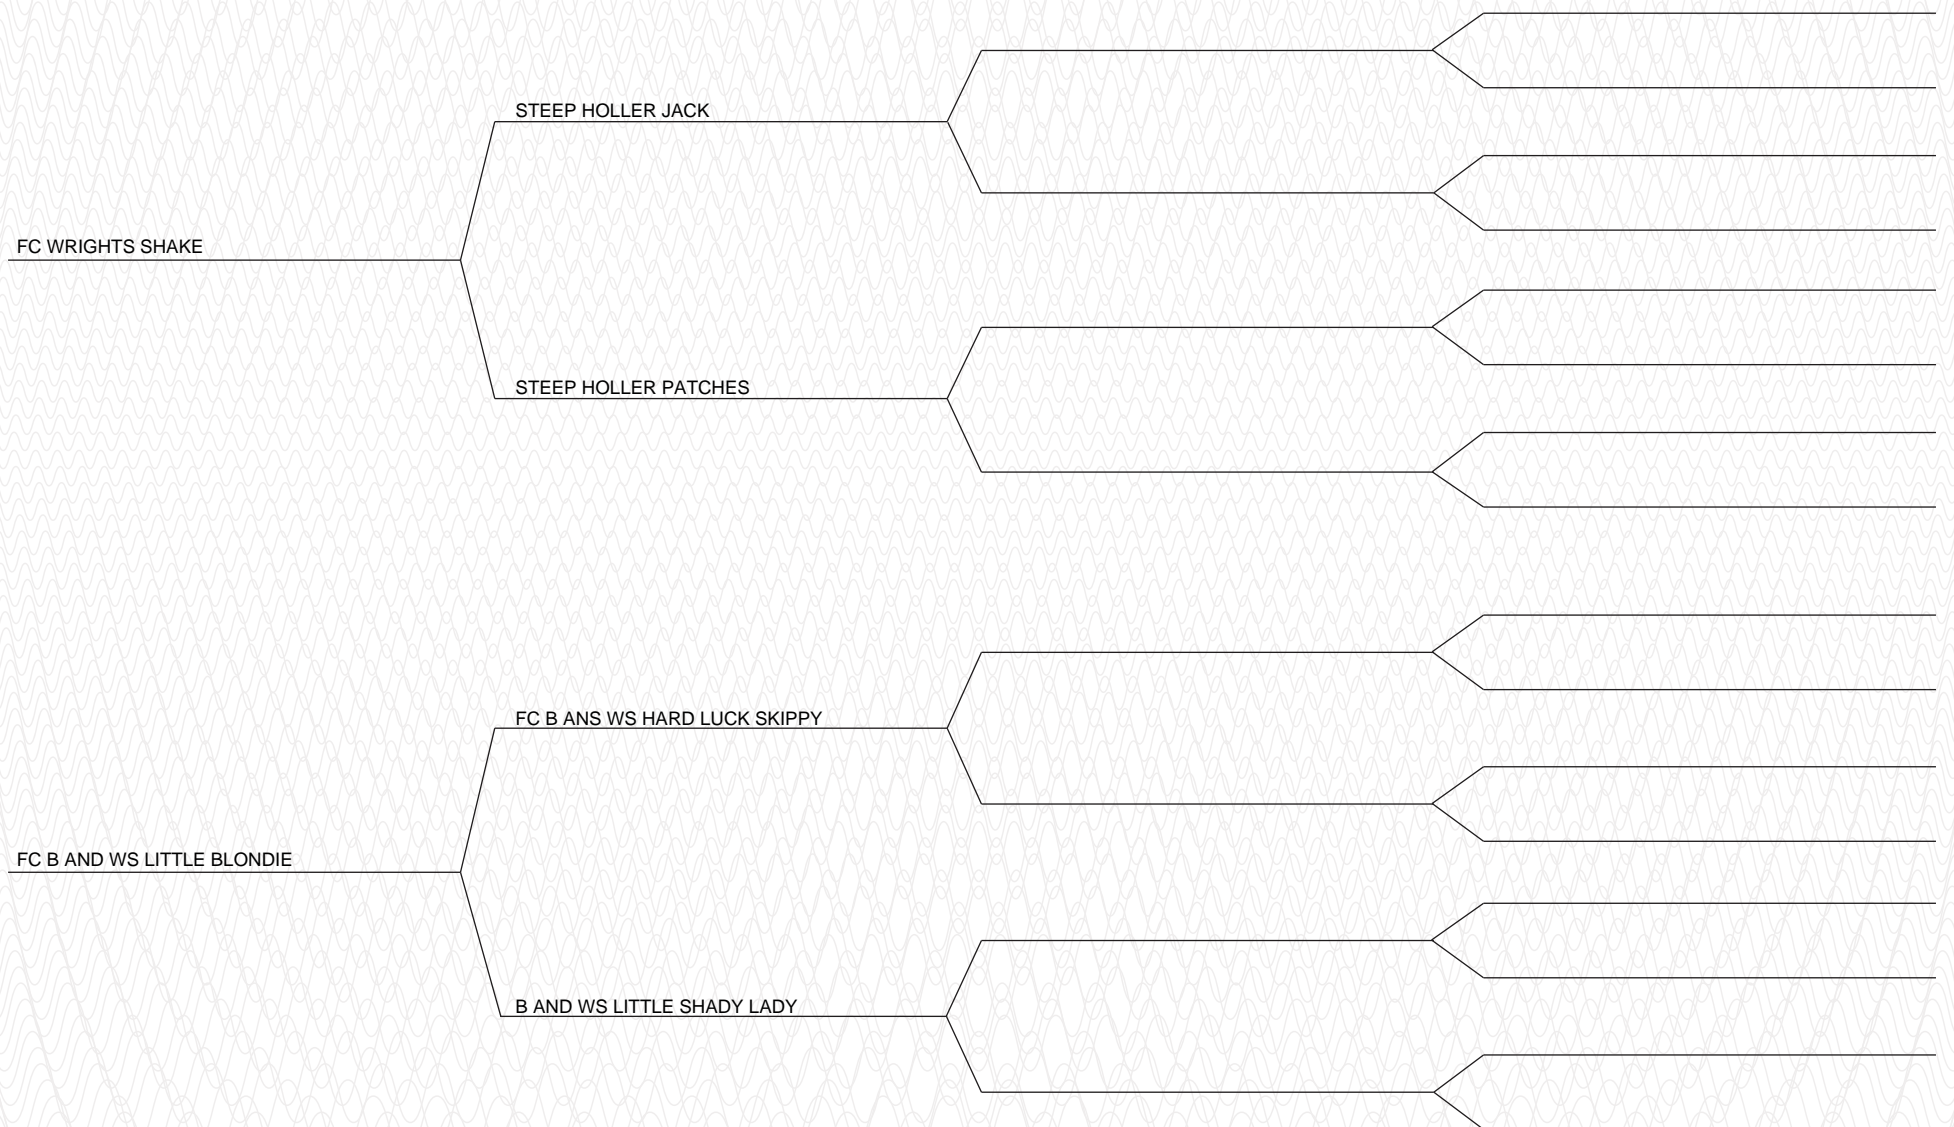 STEEP HOLLER JACK
FC WRIGHTS SHAKE
STEEP HOLLER PATCHES
FC B ANS WS HARD LUCK SKIPPY
FC B AND WS LITTLE BLONDIE
B AND WS LITTLE SHADY LADY